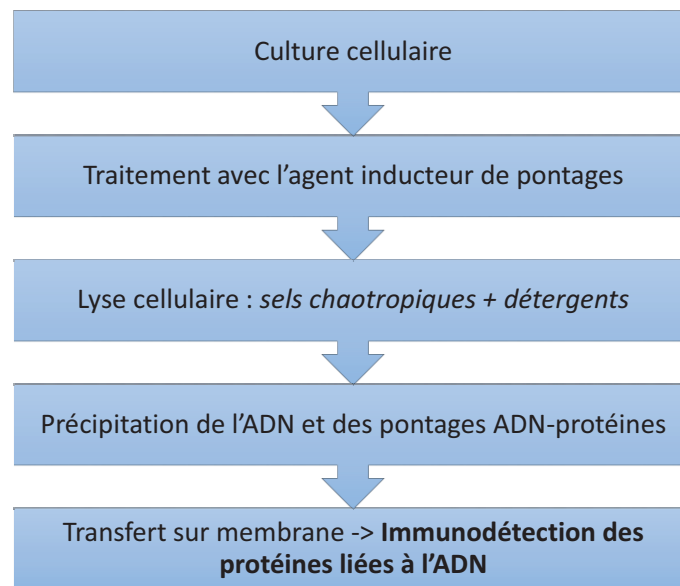 Culture cellulaire
Traitement avec l’agent inducteur de pontages
Lyse cellulaire : sels chaotropiques + détergents
Précipitation de l’ADN et des pontages ADN-protéines
Transfert sur membrane -> Immunodétection des
protéines liées à l’ADN